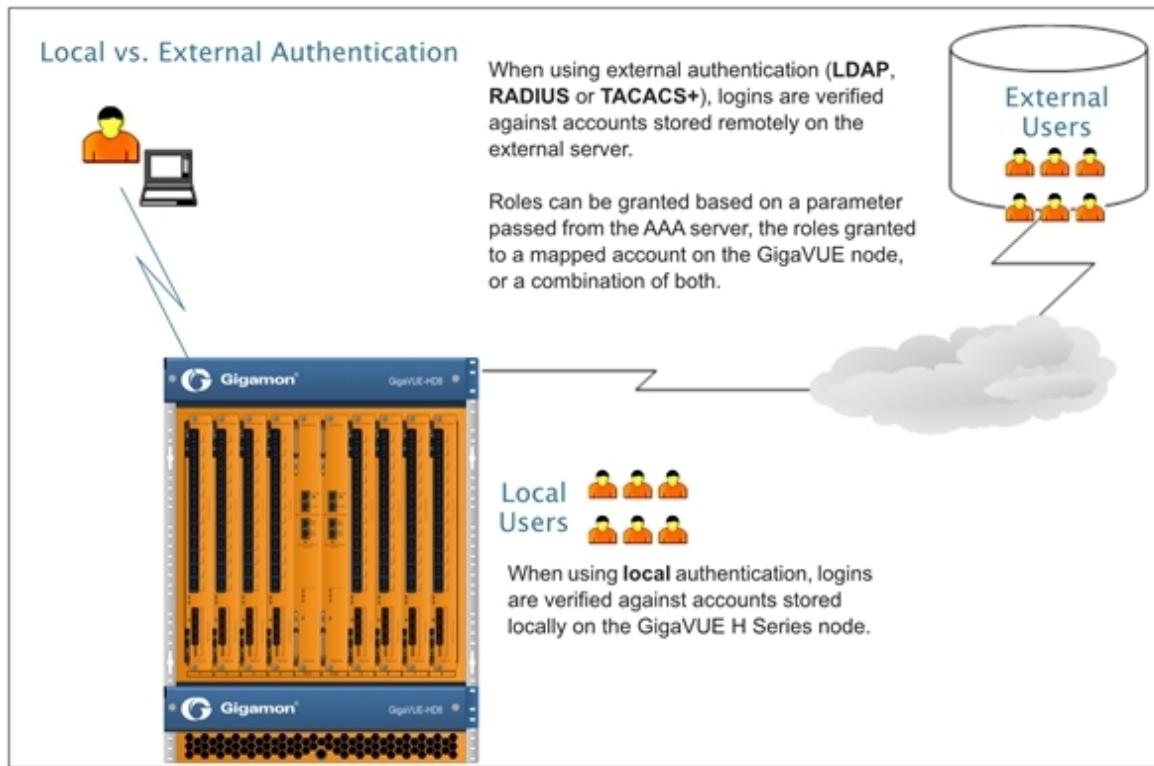 Local vs. External Authentication
When using external authentication (LDAP,
RADIUS or TACACS+), logins are verified
against accounts stored remotely on the
external server.
Roles can be granted based on a parameter
passed from the AAA server, the roles granted
to a mapped account on the GigaVUE node,
or a combination of both.
External
Users
Gigamon® GigaVUE-HD8
Local
Users
When using local authentication, logins
are verified against accounts stored
locally on the GigaVUE H Series node.
Gigamon® GigaVUE-HD8